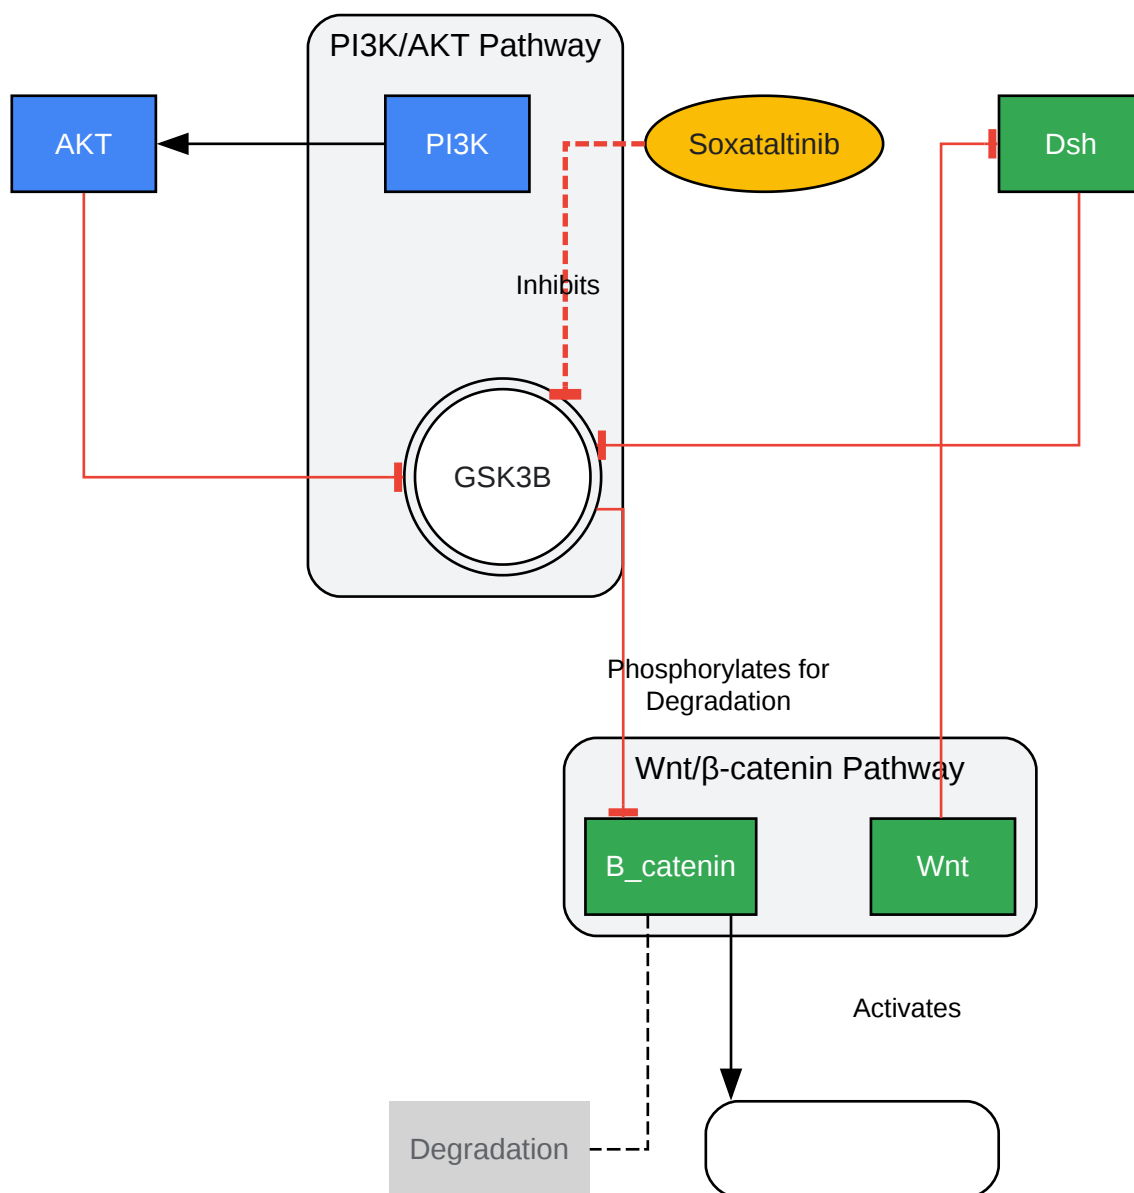 PI3K/AKT Pathway
AKT
PI3K
Soxataltinib
Dsh
Inhibits
GSK3B
Phosphorylates for
Degradation
Wnt/β-catenin Pathway
B_catenin
Wnt
Activates
Degradation